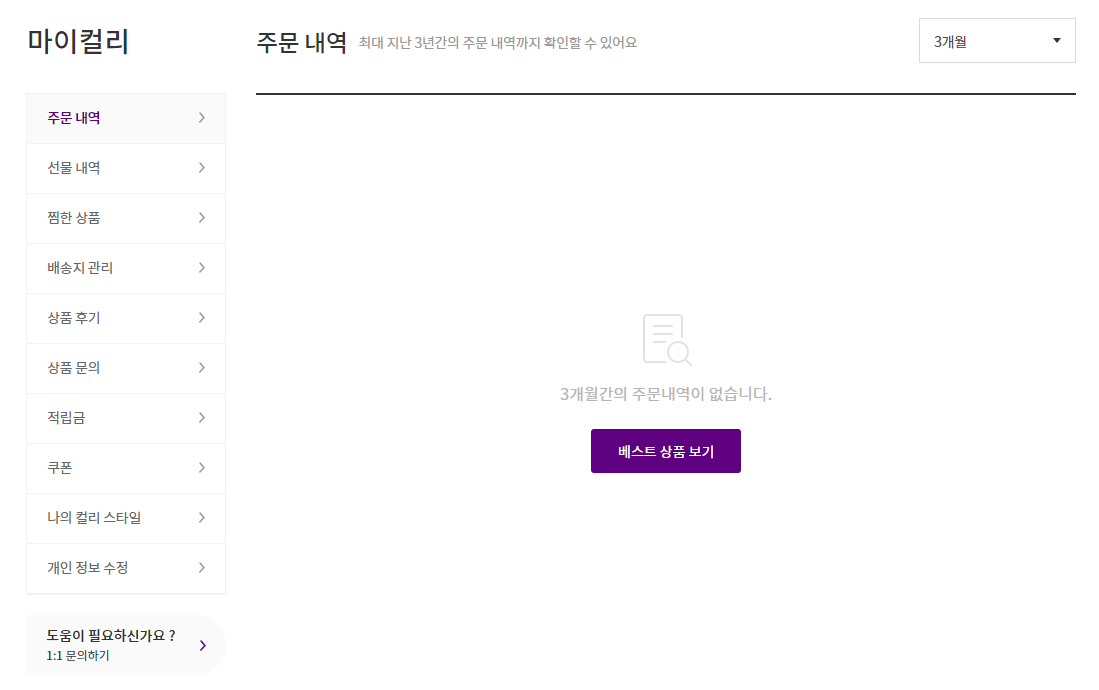 마이컬리
주문 내역
선물 내역
찜한 상품
배송지 관리
상품 후기
상품 문의
적립금
쿠폰
나의 컬리 스타일
개인 정보 수정
도움이 필요하신가요 ?
1:1 문의하기
주문 내역 최대 지난 3년간의 주문 내역까지 확인할 수 있어요
3개월
3개월간의 주문내역이 없습니다.
베스트 상품 보기